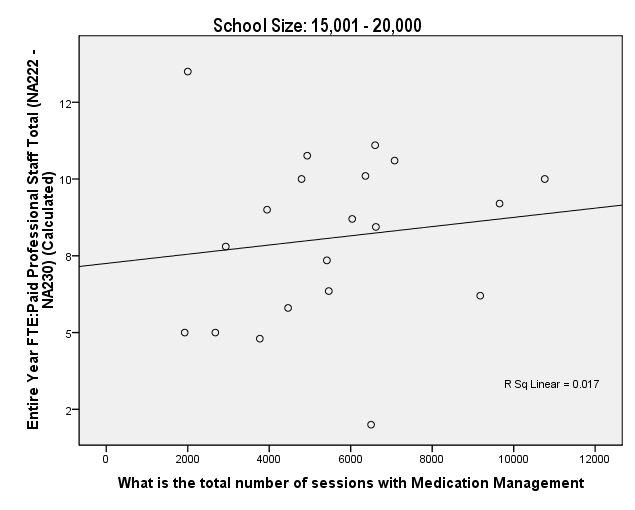 School Size: 15,001 - 20,000
Entire Year FTE:Paid Professional Staff Total (NA222 -
NA230) (Calculated)
12
10
8
5
2
R Sq Linear = 0.017
0 2000 4000 6000 8000 10000 12000
What is the total number of sessions with Medication Management